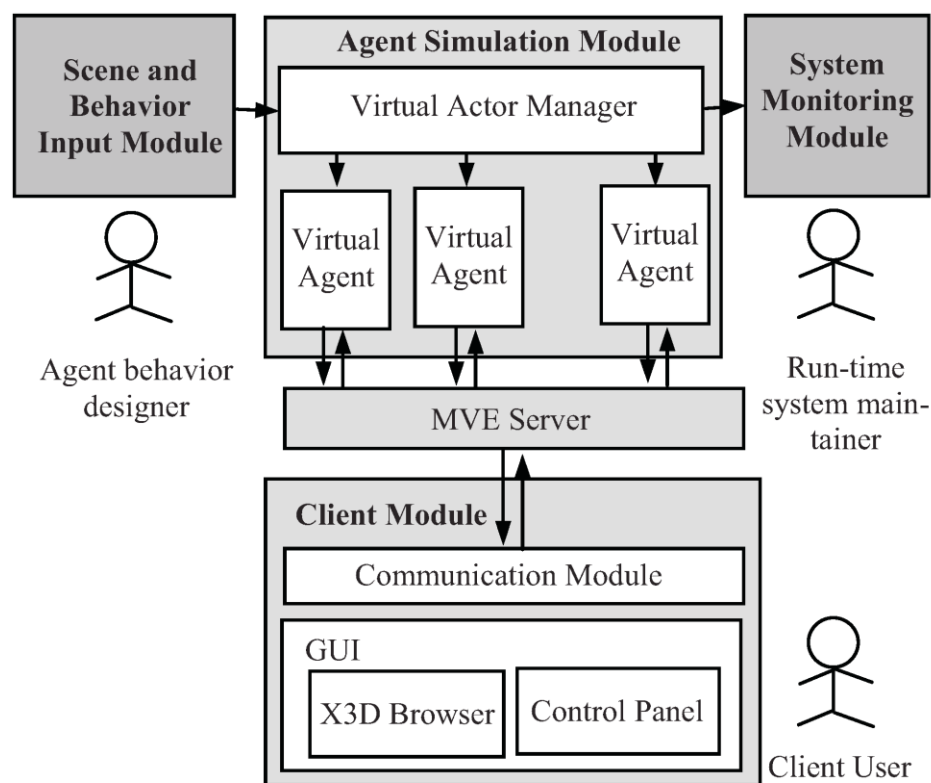 Scene and
Behavior
Input Module
Agent Simulation Module
Virtual Actor Manager
System
Monitoring
Module
Virtual
Agent
Virtual
Agent
Virtual
Agent
Agent behavior
designer
Run-time
system main-
tainer
MVE Server
Client Module
Communication Module
GUI
X3D Browser
Control Panel
Client User